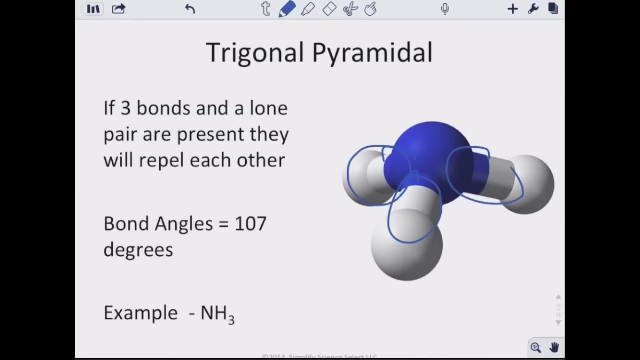 Trigonal Pyramidal
If 3 bonds and a lone
pair are present they
will repel each other
Bond Angles = 107
degrees
Example - NH₃